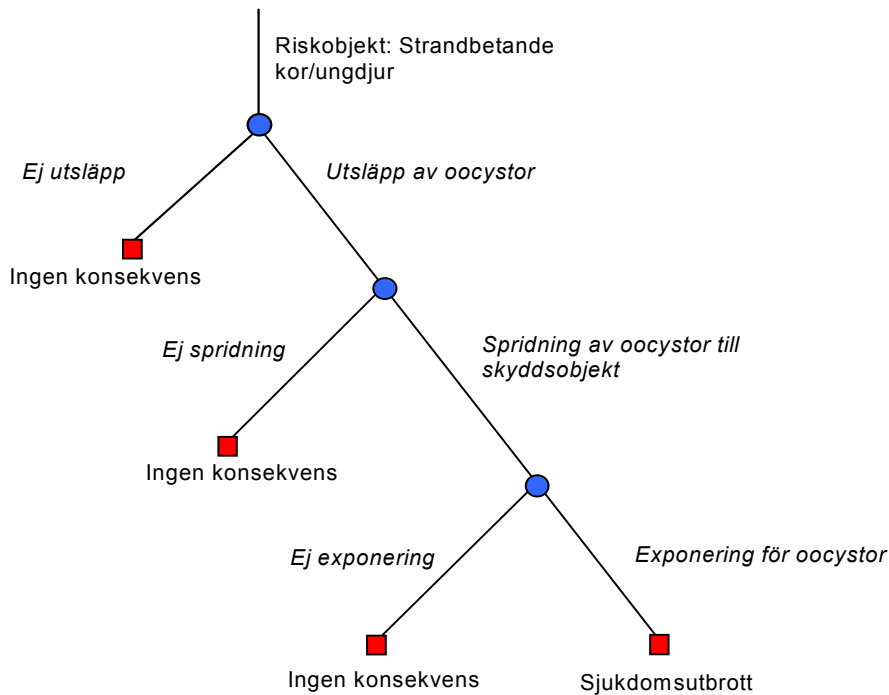 Riskobjekt: Strandbetande
kor/ungdjur
Ej utsläpp
Utsläpp av oocystor
Ingen konsekvens
Ej spridning
Spridning av oocystor till
skyddsobjekt
Ingen konsekvens
Ej exponering
Exponering för oocystor
Ingen konsekvens
Sjukdomsutbrott